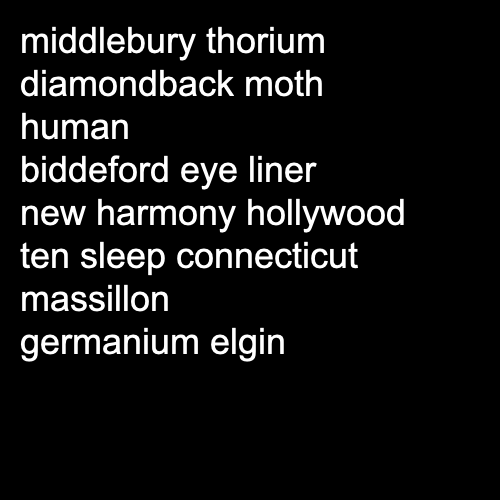 middlebury thorium
diamondback moth
human
biddeford eye liner
new harmony hollywood
ten sleep connecticut
massillon
germanium elgin